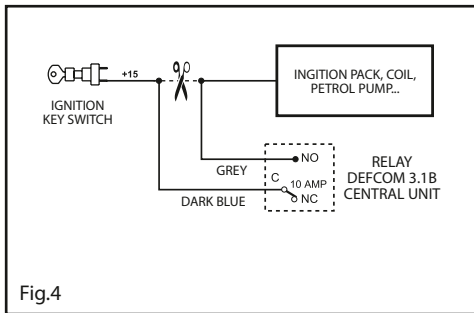 +15
IGNITION
KEY SWITCH
INGITION PACK, COIL,
PETROL PUMP...
NO
GREY
C
10 AMP
NC
DARK BLUE
RELAY
DEFCOM 3.1B
CENTRAL UNIT
Fig.4